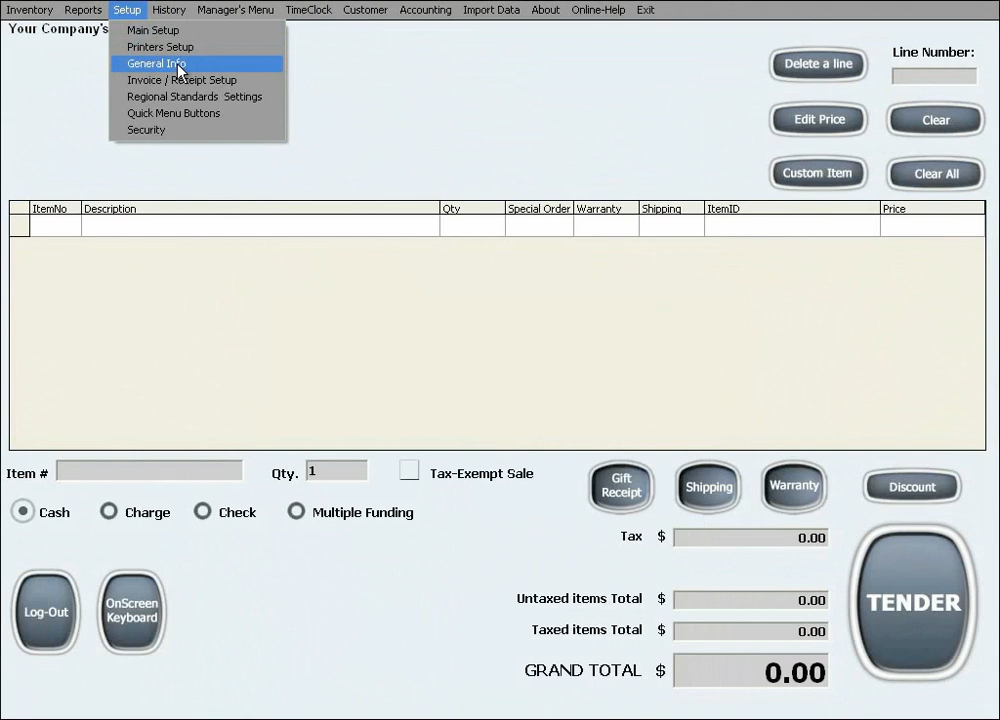 Inventory Reports Setup History Manager's Menu TimeClock Customer Accounting Import Data About Online-Help Exit
Your Company's
Main Setup
Printers Setup
General Info
Invoice / Receipt Setup
Regional Standards Settings
Quick Menu Buttons
Security
Delete a line
Line Number:
Edit Price
Clear
Custom Item
Clear All
ItemNo Description Qty Special Order Warranty Shipping ItemID Price
Item #
Qty. 1
Tax-Exempt Sale
Gift
Receipt
Shipping
Warranty
Discount
Cash Charge Check Multiple Funding
Tax $ 0.00
Log-Out
OnScreen
Keyboard
Untaxed items Total $ 0.00
Taxed items Total $ 0.00
GRAND TOTAL $ 0.00
TENDER